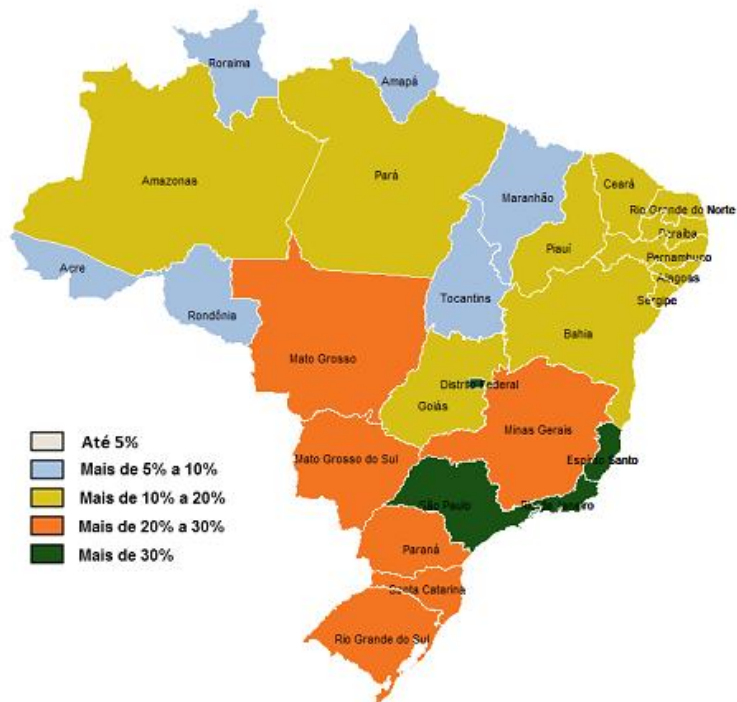 Roraima
Amapá
Amazonas
Pará
Maranhão
Ceará
Rio Grande do Norte
Paraíba
Piauí
Pernambuco
Alagoas
Sergipe
Acre
Rondônia
Tocantins
Bahia
Mato Grosso
Distrito Federal
Goiás
Minas Gerais
Mato Grosso do Sul
Espírito Santo
São Paulo
Rio de Janeiro
Paraná
Santa Catarina
Rio Grande do Sul
Até 5%
Mais de 5% a 10%
Mais de 10% a 20%
Mais de 20% a 30%
Mais de 30%